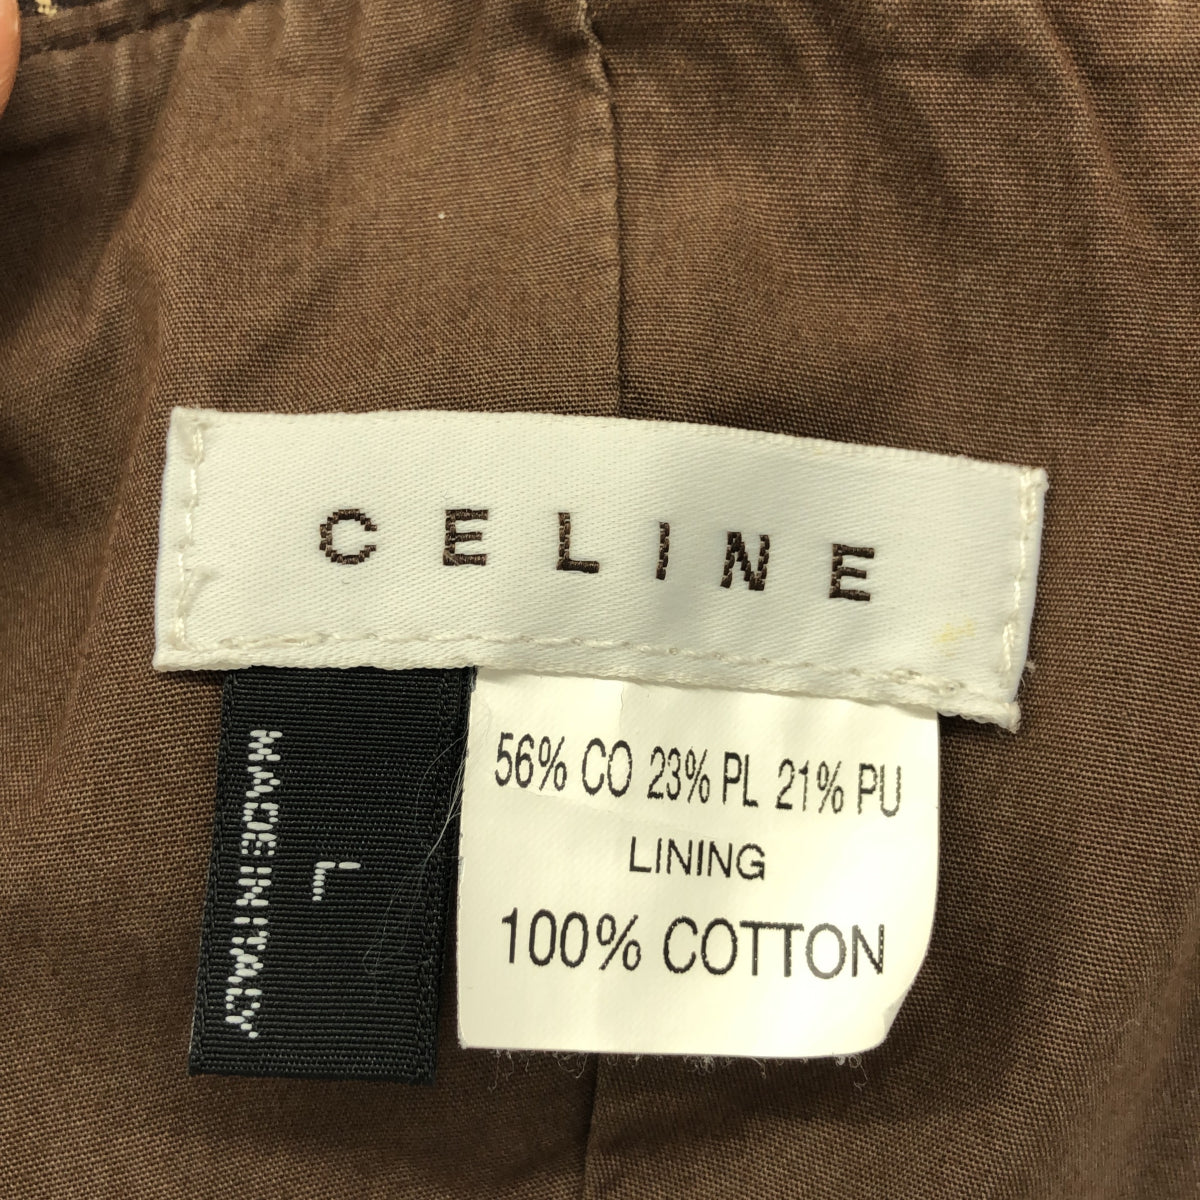 CELINE
MADE IN ITALY
L
56% CO 23% PL 21% PU
LINING
100% COTTON